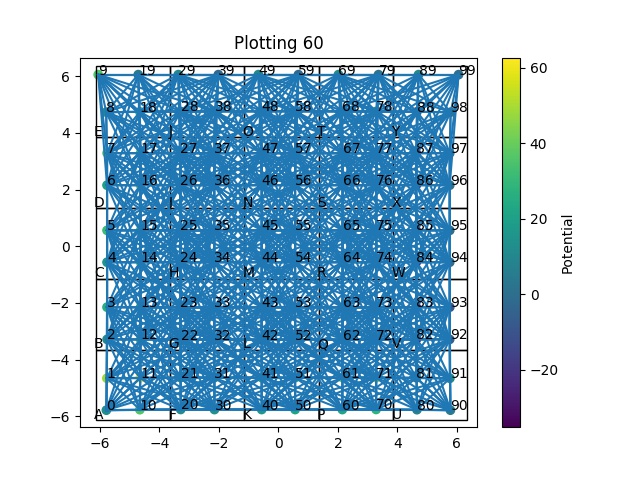 Plotting 60
9 19 29 39 49 59 69 79 89 99
8 18 28 38 48 58 68 78 88 98
E J O T Y
7 17 27 37 47 57 67 77 87 97
6 16 26 36 46 56 66 76 86 96
D I N S X
5 15 25 35 45 55 65 75 85 95
4 14 24 34 44 54 64 74 84 94
C H M R W
3 13 23 33 43 53 63 73 83 93
2 12 22 32 42 52 62 72 82 92
B G L Q V
1 11 21 31 41 51 61 71 81 91
0 10 20 30 40 50 60 70 80 90
A F K P U
6
4
2
0
−2
−4
−6
−6 −4 −2 0 2 4 6
60
40
20
0
−20
Potential